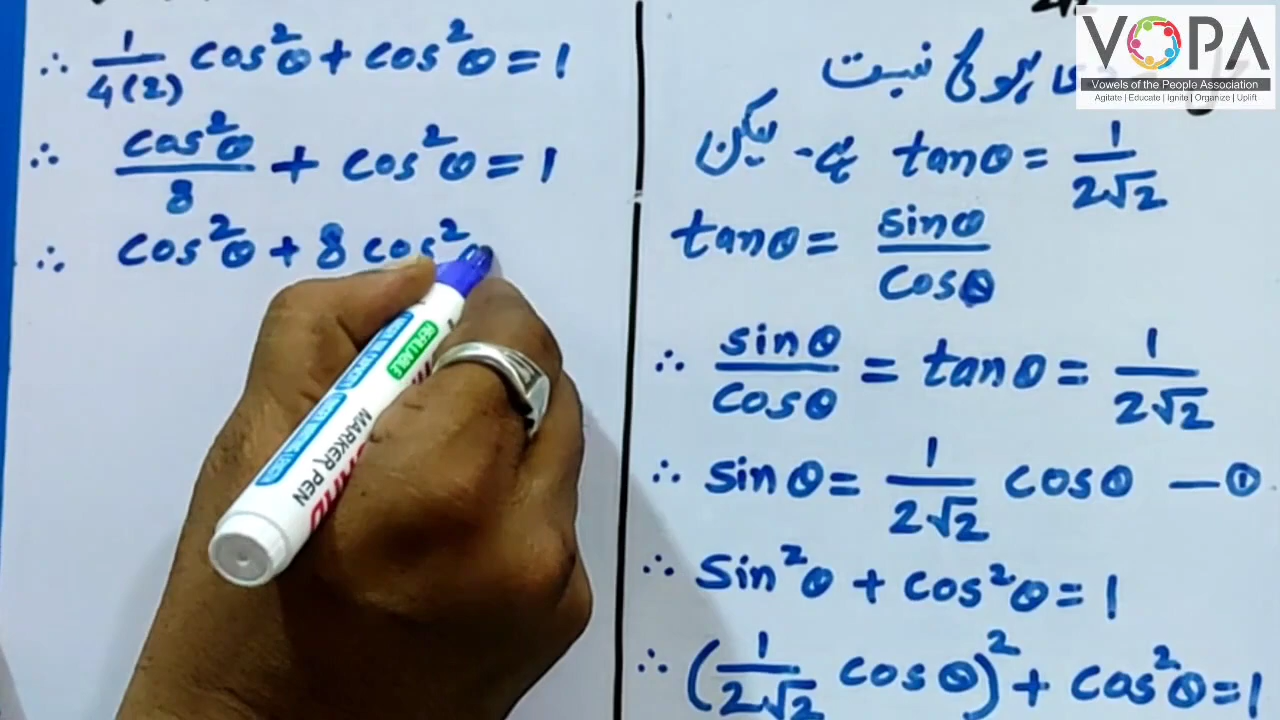 ∴ 1/4(2) cos²θ + cos²θ = 1
∴ cos²θ/8 + cos²θ = 1
∴ cos²θ + 8 cos²
REFILLABLE
MARKER PEN
نسبت
ہے۔ لیکن tanθ = 1/2√2
tanθ = sinθ/cosθ
∴ sinθ/cosθ = tanθ = 1/2√2
∴ sinθ = 1/2√2 cosθ —①
∴ sin²θ + cos²θ = 1
∴ (1/2√2 cosθ)² + cos²θ = 1
VOPA
Vowels of the People Association
Agitate | Educate | Ignite | Organize | Uplift